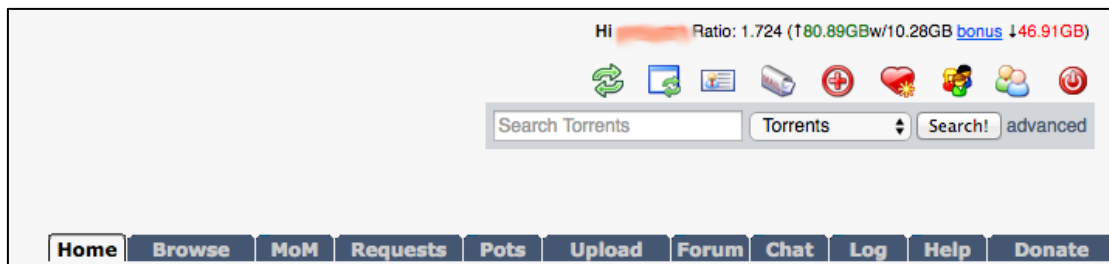 Hi Ratio: 1.724 (↑80.89GBw/10.28GB bonus ↓46.91GB)
Search Torrents Torrents Search! advanced
Home Browse MoM Requests Pots Upload Forum Chat Log Help Donate